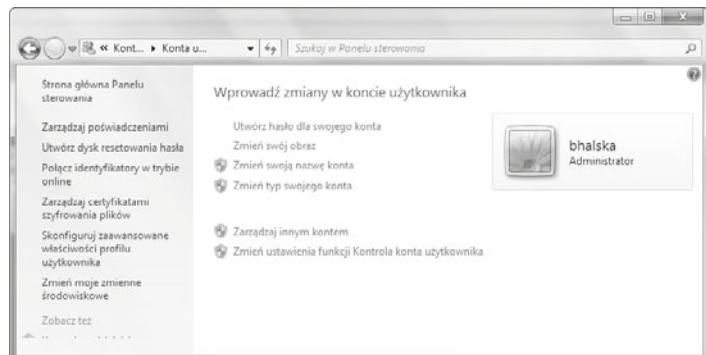 « Kont... ▸ Konta u...
Szukaj w Panelu sterowania
Strona główna Panelu
sterowania
Zarządzaj poświadczeniami
Utwórz dysk resetowania hasła
Połącz identyfikatory w trybie
online
Zarządzaj certyfikatami
szyfrowania plików
Skonfiguruj zaawansowane
właściwości profilu
użytkownika
Zmień moje zmienne
środowiskowe
Zobacz też
Wprowadź zmiany w koncie użytkownika
Utwórz hasło dla swojego konta
Zmień swój obraz
Zmień swoją nazwę konta
Zmień typ swojego konta
Zarządzaj innym kontem
Zmień ustawienia funkcji Kontrola konta użytkownika
bhalska
Administrator